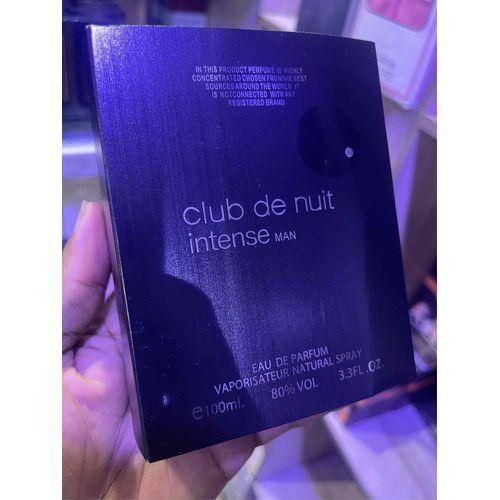 IN THIS PRODUCT PERFUME IS HIGHLY
CONCENTRATED CHOSEN FROM THE BEST
SOURCES AROUND THE WORLD IT
IS NOTCONNECTED WITH ANY
REGISTERED BRAND
club de nuit
intense MAN
EAU DE PARFUM
VAPORISATEUR NATURAL SPRAY
e100ml. 80% VOL. 3.3FL.OZ.